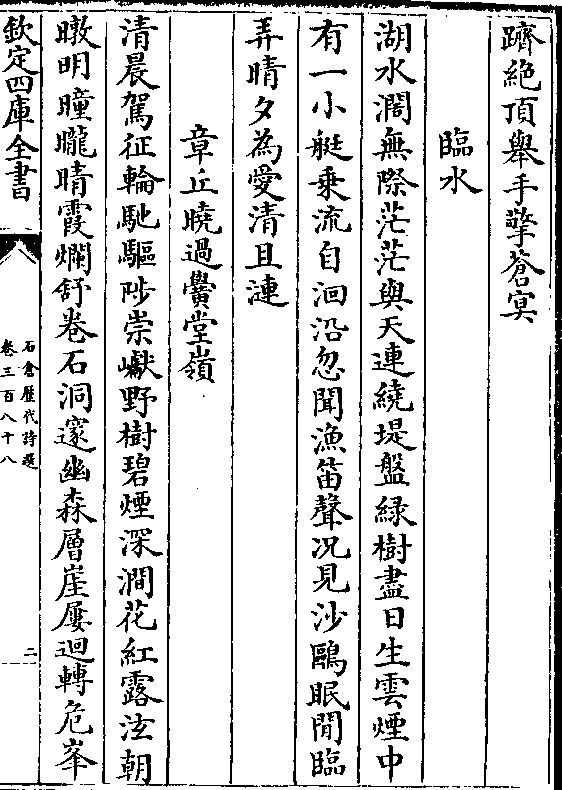 躋絶頂舉手擎蒼㝠
臨水
湖水濶無際茫茫與天連繞堤盤綠樹盡日生雲煙中
有一小艇乗流自洄沿忽聞漁笛聲况見沙鷗眠閒臨
弄晴夕為愛清且漣
章丘曉過黌堂嶺
清晨駕征輪馳驅陟崇巘野樹碧煙深澗花紅露泫朝
暾明曈曨晴霞爛舒卷石洞邃幽森層崖屢迴轉危峯
欽定四庫全書
石倉歷代詩選
卷三百八十八
二